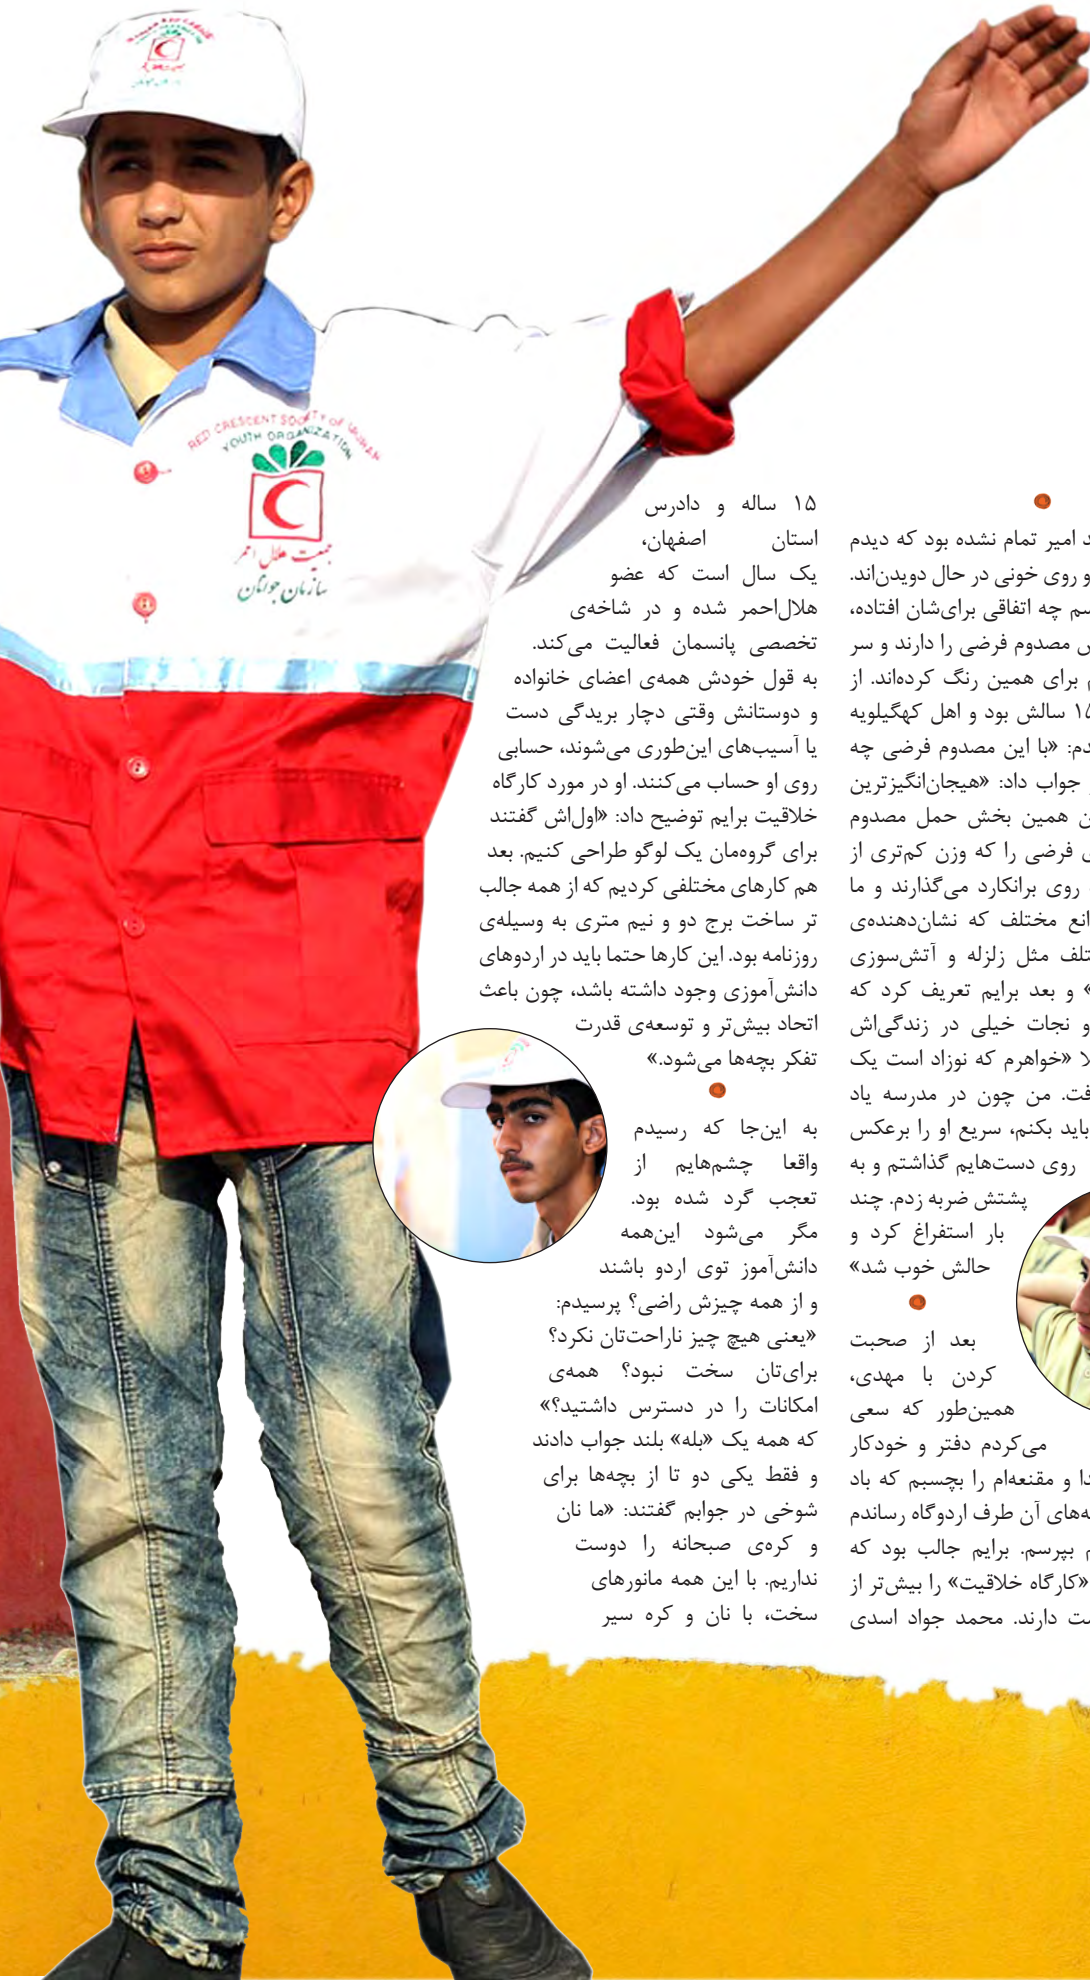 RED CRESCENT SOCIETY OF IR.IRAN
YOUTH ORGANIZATION
جمعیت هلال احمر
سازمان جوانان
د امیر تمام نشده بود که دیدم
و روی خونی در حال دویدن‌اند.
سم چه اتفاقی برای‌شان افتاده،
ش مصدوم فرضی را دارند و سر
برای همین رنگ کرده‌اند. از
۱۵ سالش بود و اهل کهگیلویه
دم: «با این مصدوم فرضی چه
جواب داد: «هیجان‌انگیزترین
ن همین بخش حمل مصدوم
ی فرضی را که وزن کم‌تری از
روی برانکارد می‌گذارند و ما
انع مختلف که نشان‌دهنده‌ی
تلف مثل زلزله و آتش‌سوزی
» و بعد برایم تعریف کرد که
و نجات خیلی در زندگی‌اش
لا «خواهرم که نوزاد است یک
فت. من چون در مدرسه یاد
باید بکنم، سریع او را برعکس
روی دست‌هایم گذاشتم و به
پشتش ضربه زدم. چند
بار استفراغ کرد و
حالش خوب شد»
بعد از صحبت
کردن با مهدی،
همین‌طور که سعی
می‌کردم دفتر و خودکار
دا و مقنعه‌ام را بچسبم که باد
ه‌های آن طرف اردوگاه رساندم
م بپرسم. برایم جالب بود که
«کارگاه خلاقیت» را بیش‌تر از
ست دارند. محمد جواد اسدی
۱۵ ساله و دادرس
استان اصفهان،
یک سال است که عضو
هلال‌احمر شده و در شاخه‌ی
تخصصی پانسمان فعالیت می‌کند.
به قول خودش همه‌ی اعضای خانواده
و دوستانش وقتی دچار بریدگی دست
یا آسیب‌های این‌طوری می‌شوند، حسابی
روی او حساب می‌کنند. او در مورد کارگاه
خلاقیت برایم توضیح داد: «اول‌اش گفتند
برای گروه‌مان یک لوگو طراحی کنیم. بعد
هم کارهای مختلفی کردیم که از همه جالب
تر ساخت برج دو و نیم متری به وسیله‌ی
روزنامه بود. این کارها حتما باید در اردوهای
دانش‌آموزی وجود داشته باشد، چون باعث
اتحاد بیش‌تر و توسعه‌ی قدرت
تفکر بچه‌ها می‌شود.»
به این‌جا که رسیدم
واقعا چشم‌هایم از
تعجب گرد شده بود.
مگر می‌شود این‌همه
دانش‌آموز توی اردو باشند
و از همه چیزش راضی؟ پرسیدم:
«یعنی هیچ چیز ناراحت‌تان نکرد؟
برای‌تان سخت نبود؟ همه‌ی
امکانات را در دسترس داشتید؟»
که همه یک «بله» بلند جواب دادند
و فقط یکی دو تا از بچه‌ها برای
شوخی در جوابم گفتند: «ما نان
و کره‌ی صبحانه را دوست
نداریم. با این همه مانورهای
سخت، با نان و کره سیر